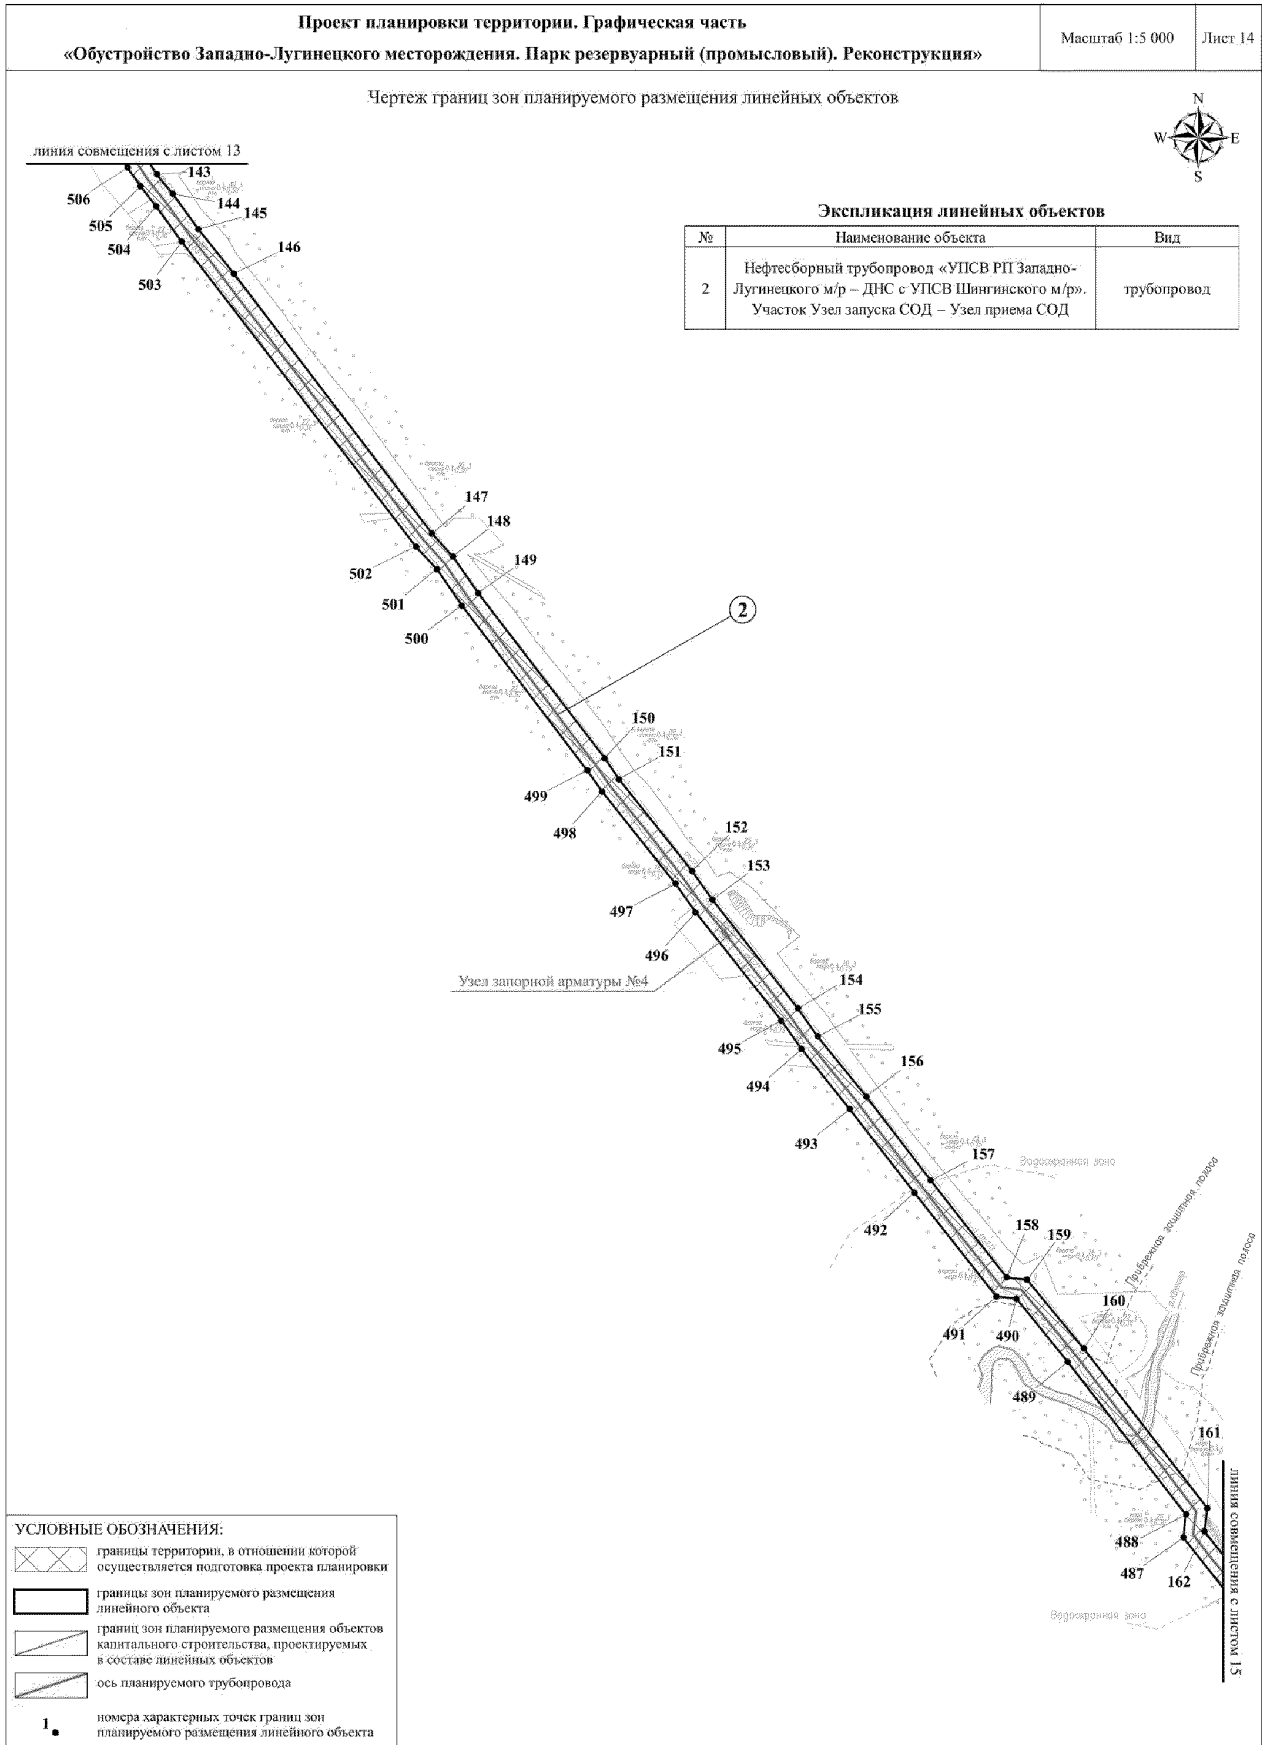 Проект планировки территории. Графическая часть
«Обустройство Западно-Лугинецкого месторождения. Парк резервуарный (промысловый). Реконструкция»
Масштаб 1:5 000
Лист 14
Чертеж границ зон планируемого размещения линейных объектов
N
W E
S
линия совмещения с листом 13
Экспликация линейных объектов
№ Наименование объекта Вид
2 Нефтесборный трубопровод «УПСВ РП Западно-
Лугинецкого м/р – ДНС с УПСВ Шингинского м/р».
Участок Узел запуска СОД – Узел приема СОД
трубопровод
143
506
144
505
145
504
146
503
147
148
149
502
501
500
2
150
151
499
498
152
153
497
496
Узел запорной арматуры №4
154
155
495
494
156
493
157
Водоохранная зона
492
Прибрежная защитная полоса
158
159
Прибрежная защитная полоса
160
491
490
489
161
488
487
162
Водоохранная зона
линия совмещения с листом 15
УСЛОВНЫЕ ОБОЗНАЧЕНИЯ:
границы территории, в отношении которой
осуществляется подготовка проекта планировки
границы зон планируемого размещения
линейного объекта
границ зон планируемого размещения объектов
капитального строительства, проектируемых
в составе линейных объектов
ось планируемого трубопровода
1
номера характерных точек границ зон
планируемого размещения линейного объекта